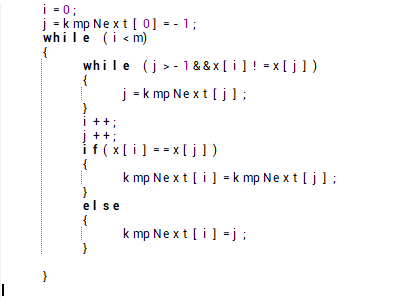 i=0;
j=kmpNext[0]=-1;
while (i<m)
{
while (j>-1&&x[i]!=x[j])
{
j=kmpNext[j];
}
i++;
j++;
if(x[i]==x[j])
{
kmpNext[i]=kmpNext[j];
}
else
{
kmpNext[i]=j;
}
}